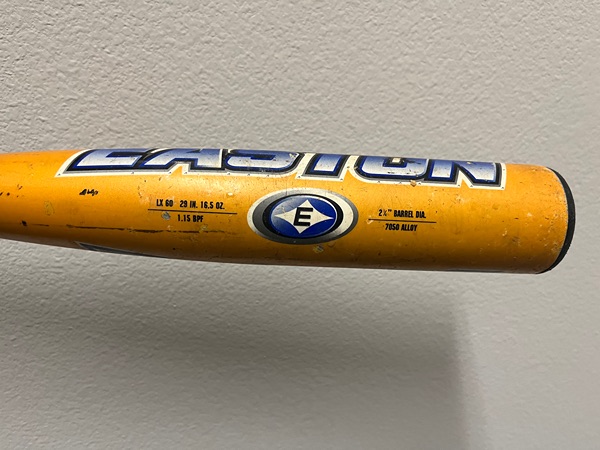 EASTON
LX 60 29 IN. 16.5 OZ.
1.15 BPF
E
2¼" BARREL DIA.
7050 ALLOY